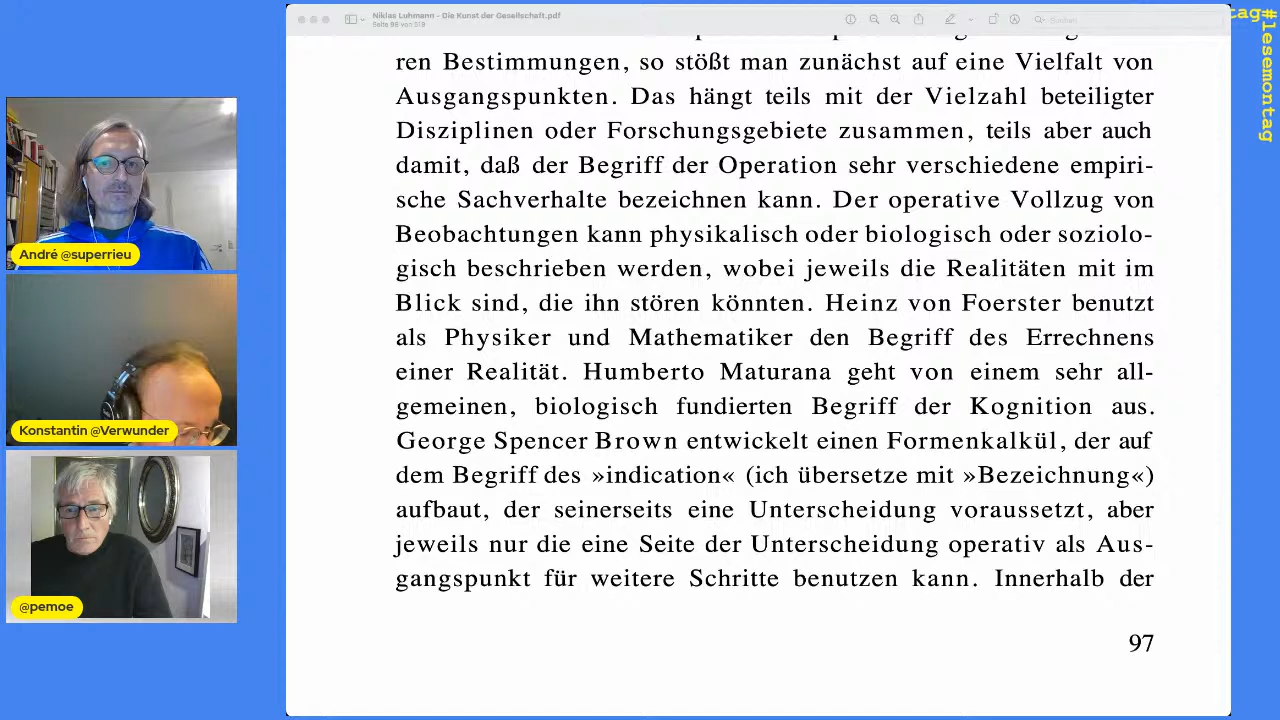 Niklas Luhmann - Die Kunst der Gesellschaft.pdf
Seite 99 von 519
Suchen
tag#lesemontag
ren Bestimmungen, so stößt man zunächst auf eine Vielfalt von
Ausgangspunkten. Das hängt teils mit der Vielzahl beteiligter
Disziplinen oder Forschungsgebiete zusammen, teils aber auch
damit, daß der Begriff der Operation sehr verschiedene empiri-
sche Sachverhalte bezeichnen kann. Der operative Vollzug von
Beobachtungen kann physikalisch oder biologisch oder soziolo-
gisch beschrieben werden, wobei jeweils die Realitäten mit im
Blick sind, die ihn stören könnten. Heinz von Foerster benutzt
als Physiker und Mathematiker den Begriff des Errechnens
einer Realität. Humberto Maturana geht von einem sehr all-
gemeinen, biologisch fundierten Begriff der Kognition aus.
George Spencer Brown entwickelt einen Formenkalkül, der auf
dem Begriff des »indication« (ich übersetze mit »Bezeichnung«)
aufbaut, der seinerseits eine Unterscheidung voraussetzt, aber
jeweils nur die eine Seite der Unterscheidung operativ als Aus-
gangspunkt für weitere Schritte benutzen kann. Innerhalb der
97
André @superrieu
Konstantin @Verwunder
@pemoe